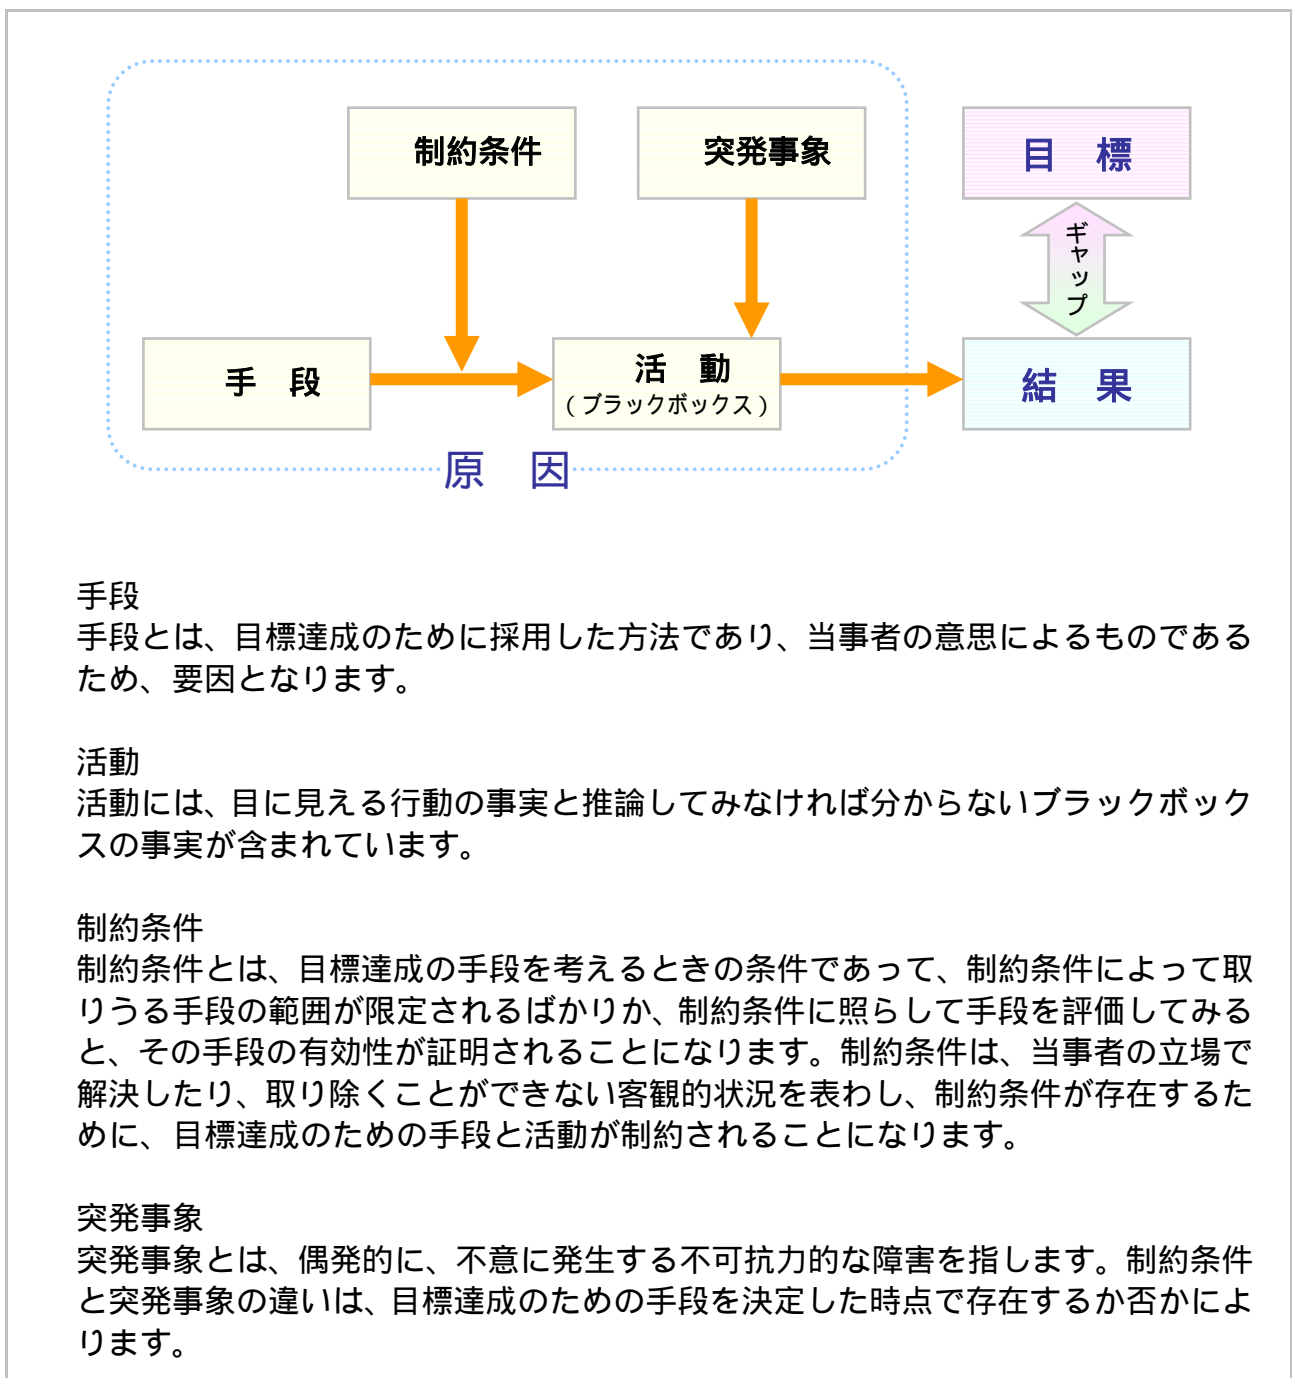 制約条件
突発事象
目　標
ギャップ
手　段
活　動
（ブラックボックス）
結　果
原　因
手段
手段とは、目標達成のために採用した方法であり、当事者の意思によるものである
ため、要因となります。
活動
活動には、目に見える行動の事実と推論してみなければ分からないブラックボック
スの事実が含まれています。
制約条件
制約条件とは、目標達成の手段を考えるときの条件であって、制約条件によって取
りうる手段の範囲が限定されるばかりか、制約条件に照らして手段を評価してみる
と、その手段の有効性が証明されることになります。制約条件は、当事者の立場で
解決したり、取り除くことができない客観的状況を表わし、制約条件が存在するた
めに、目標達成のための手段と活動が制約されることになります。
突発事象
突発事象とは、偶発的に、不意に発生する不可抗力的な障害を指します。制約条件
と突発事象の違いは、目標達成のための手段を決定した時点で存在するか否かによ
ります。